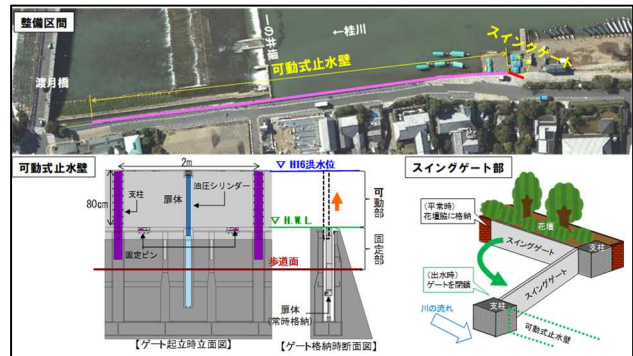 整備区間
一の井堰
←桂川
スイングゲート
可動式止水壁
渡月橋
可動式止水壁
2m
80cm
支柱
扉体
油圧シリンダー
固定ピン
▽ H16洪水位
▽ H.W.L.
歩道面
可動部
固定部
扉体
(常時格納)
【ゲート起立時立面図】
【ゲート格納時断面図】
スイングゲート部
(平常時)
花壇脇に格納
花壇
支柱
スイングゲート
スイングゲート
(出水時)
ゲートを閉鎖
支柱
川の流れ
可動式止水壁